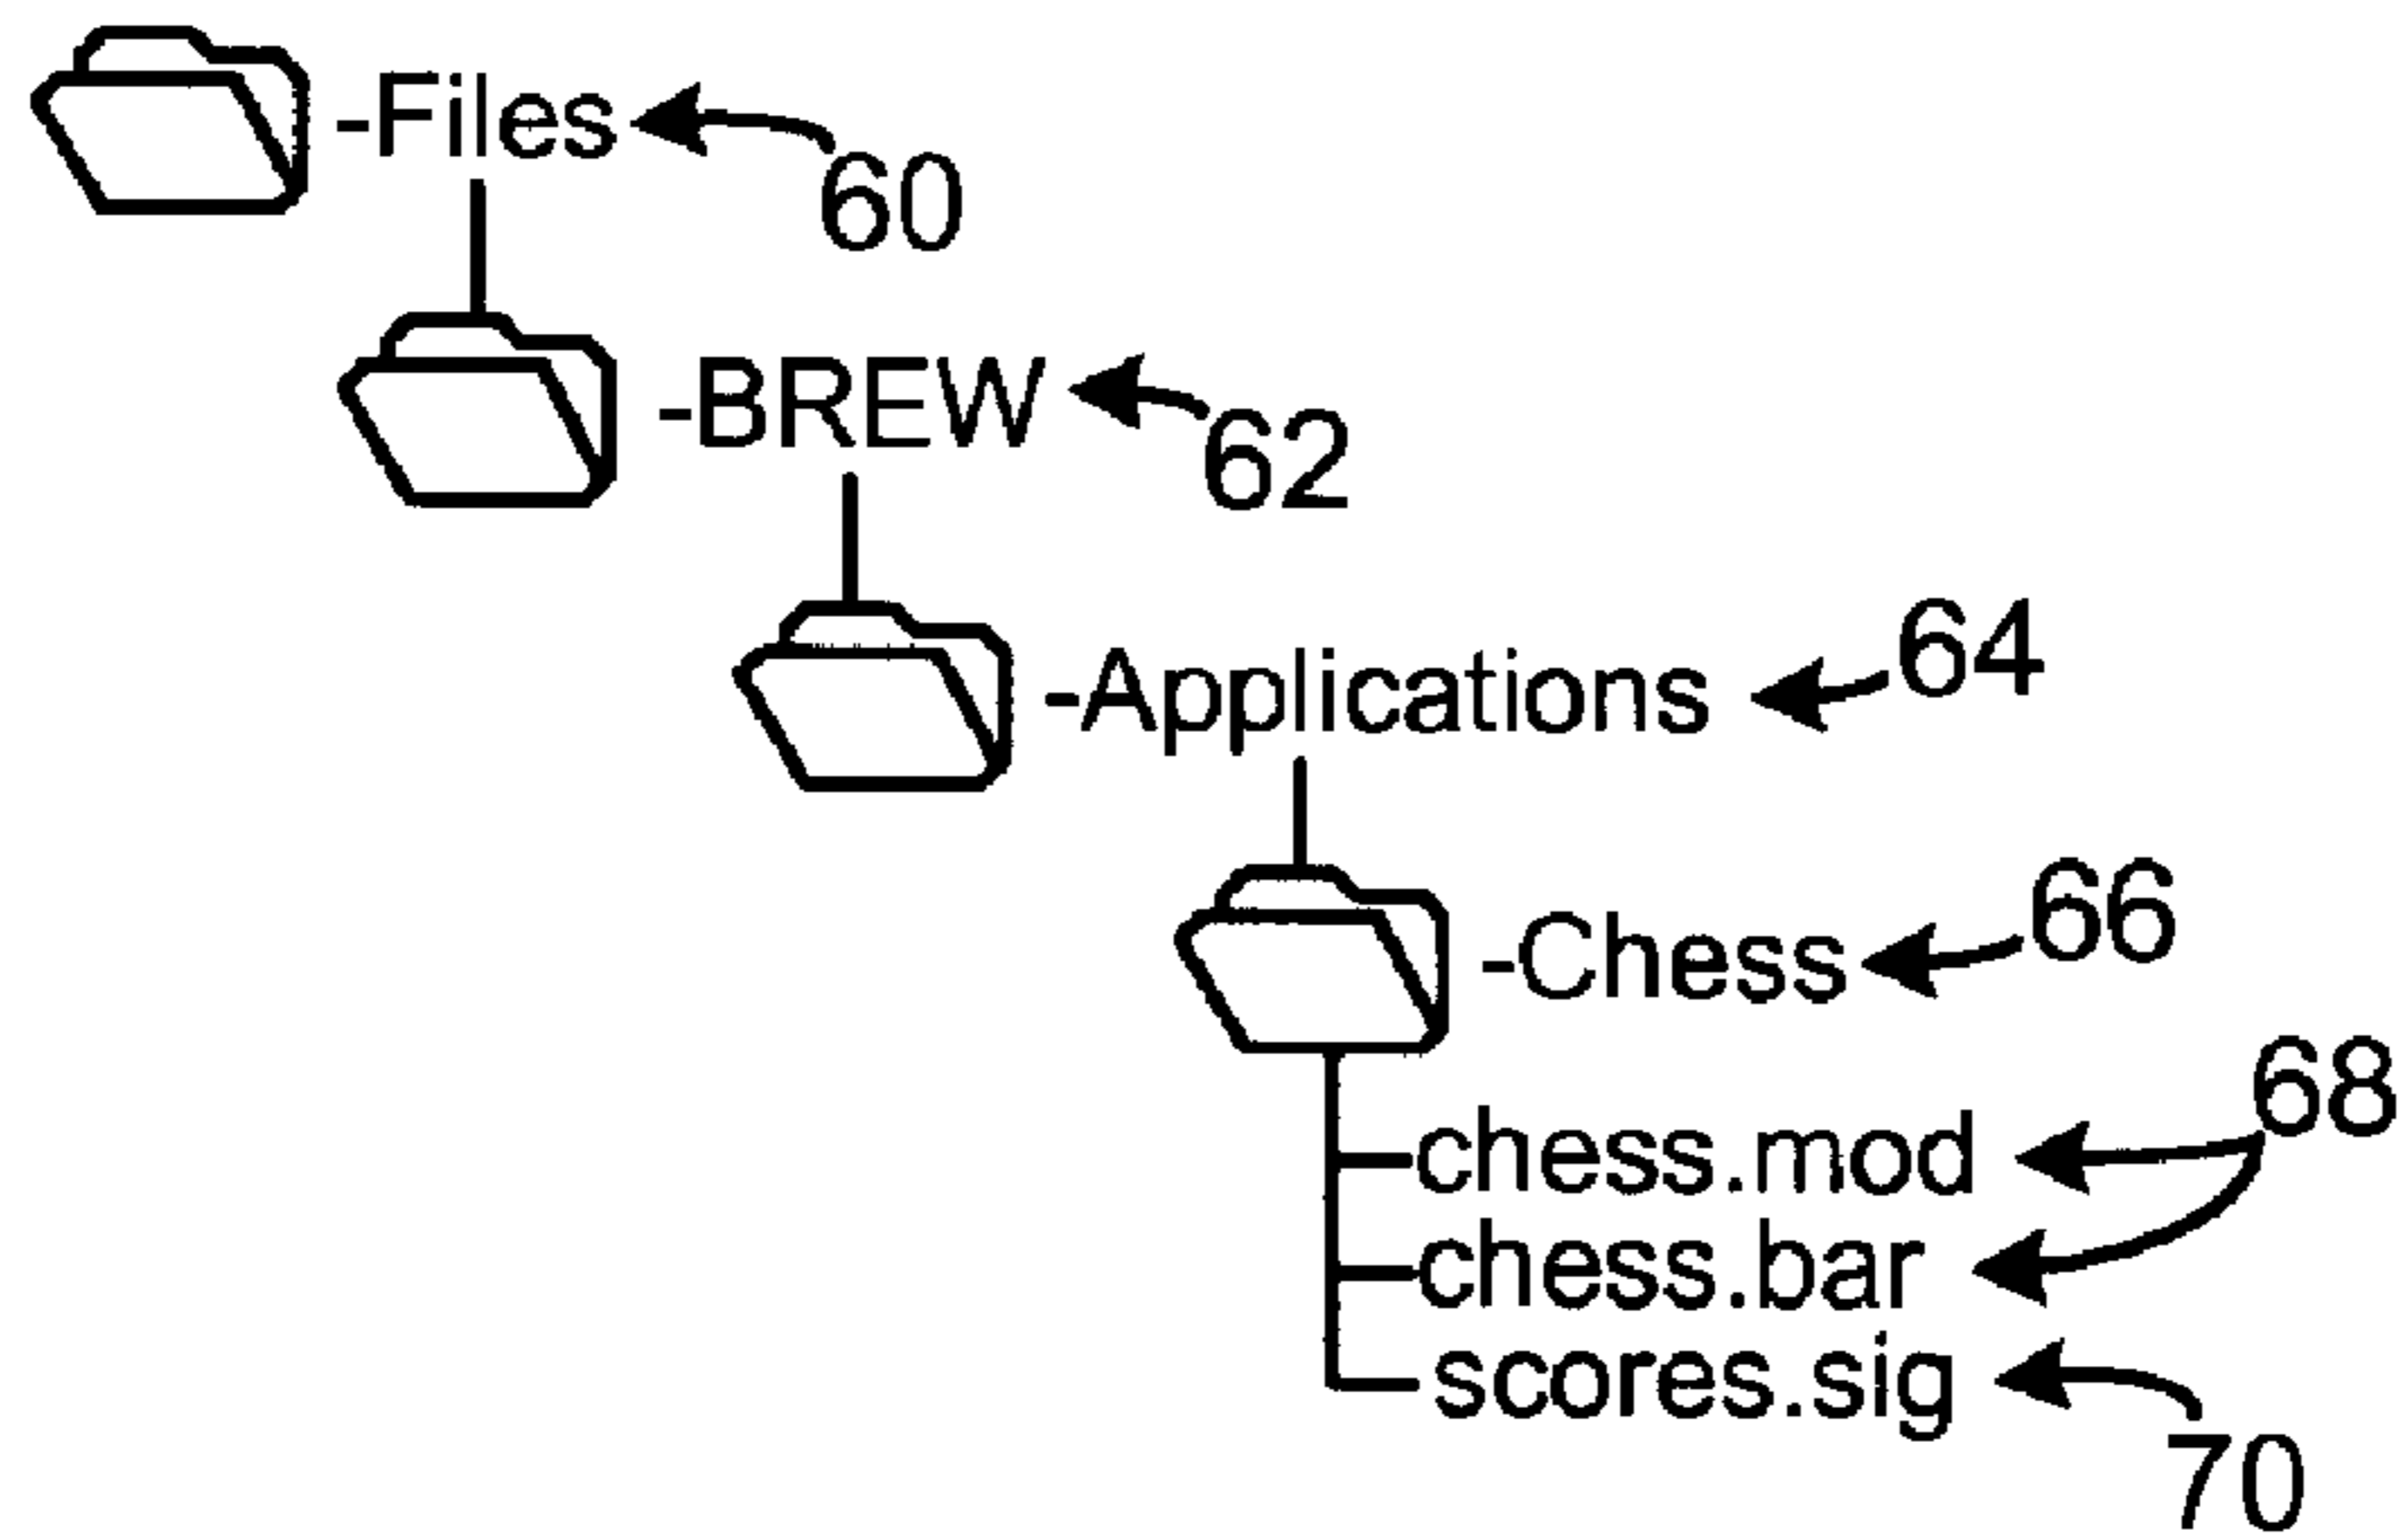 -Files
60
-BREW
62
-Applications
64
-Chess
66
68
chess.mod
chess.bar
scores.sig
70